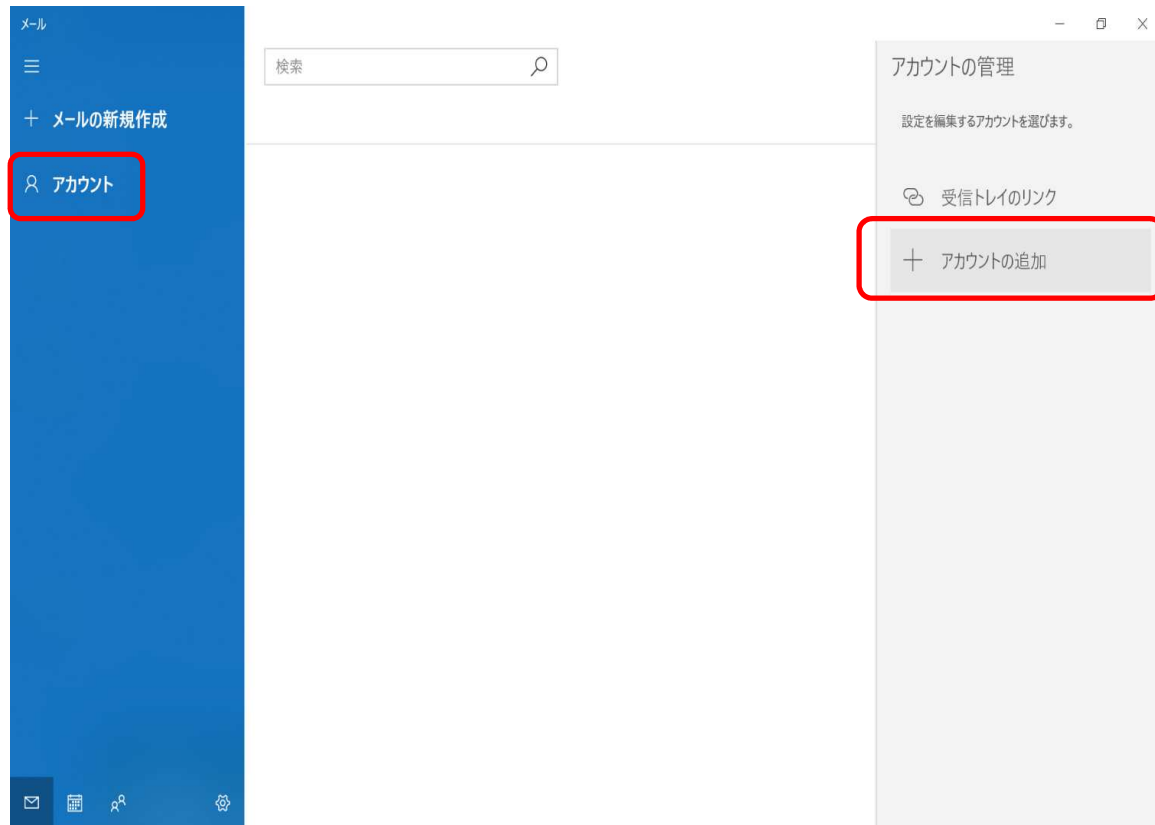 メール
メールの新規作成
アカウント
検索
アカウントの管理
設定を編集するアカウントを選びます。
受信トレイのリンク
アカウントの追加